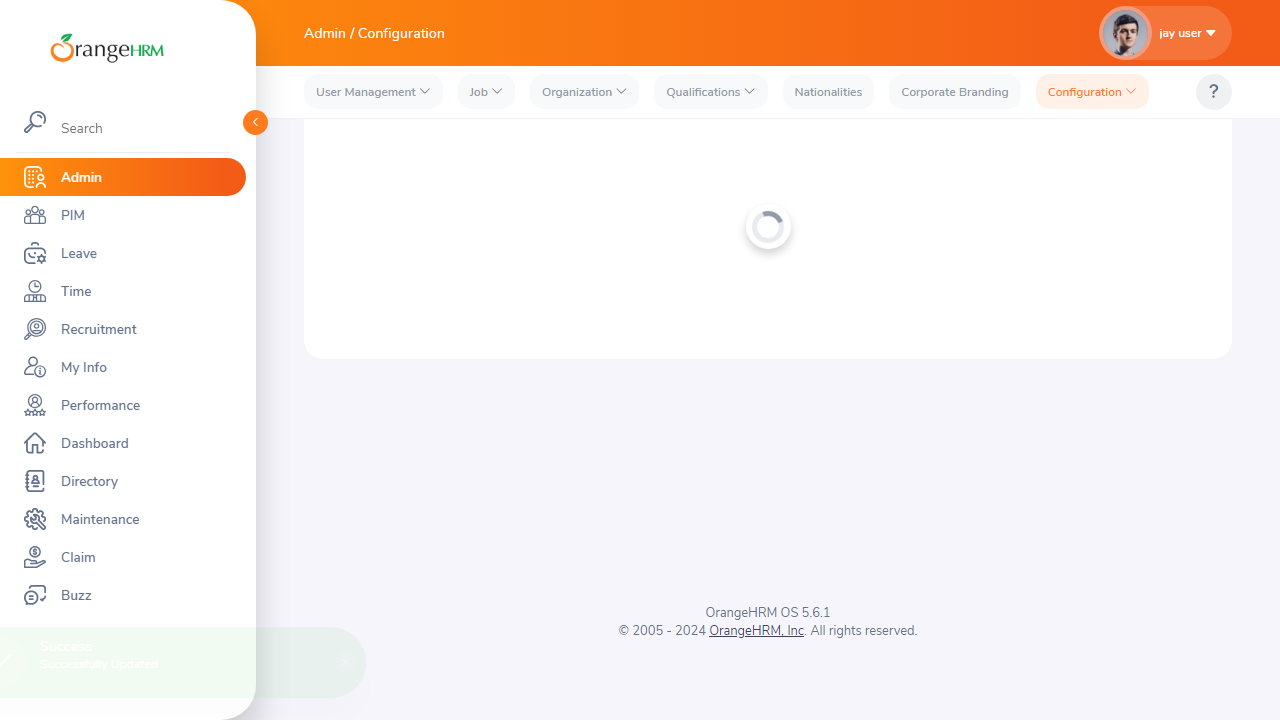 OrangeHRM
Admin / Configuration
jay user
User Management
Job
Organization
Qualifications
Nationalities
Corporate Branding
Configuration
?
Search
Admin
PIM
Leave
Time
Recruitment
My Info
Performance
Dashboard
Directory
Maintenance
Claim
Buzz
Success
Successfully Updated
OrangeHRM OS 5.6.1
© 2005 - 2024 OrangeHRM, Inc. All rights reserved.